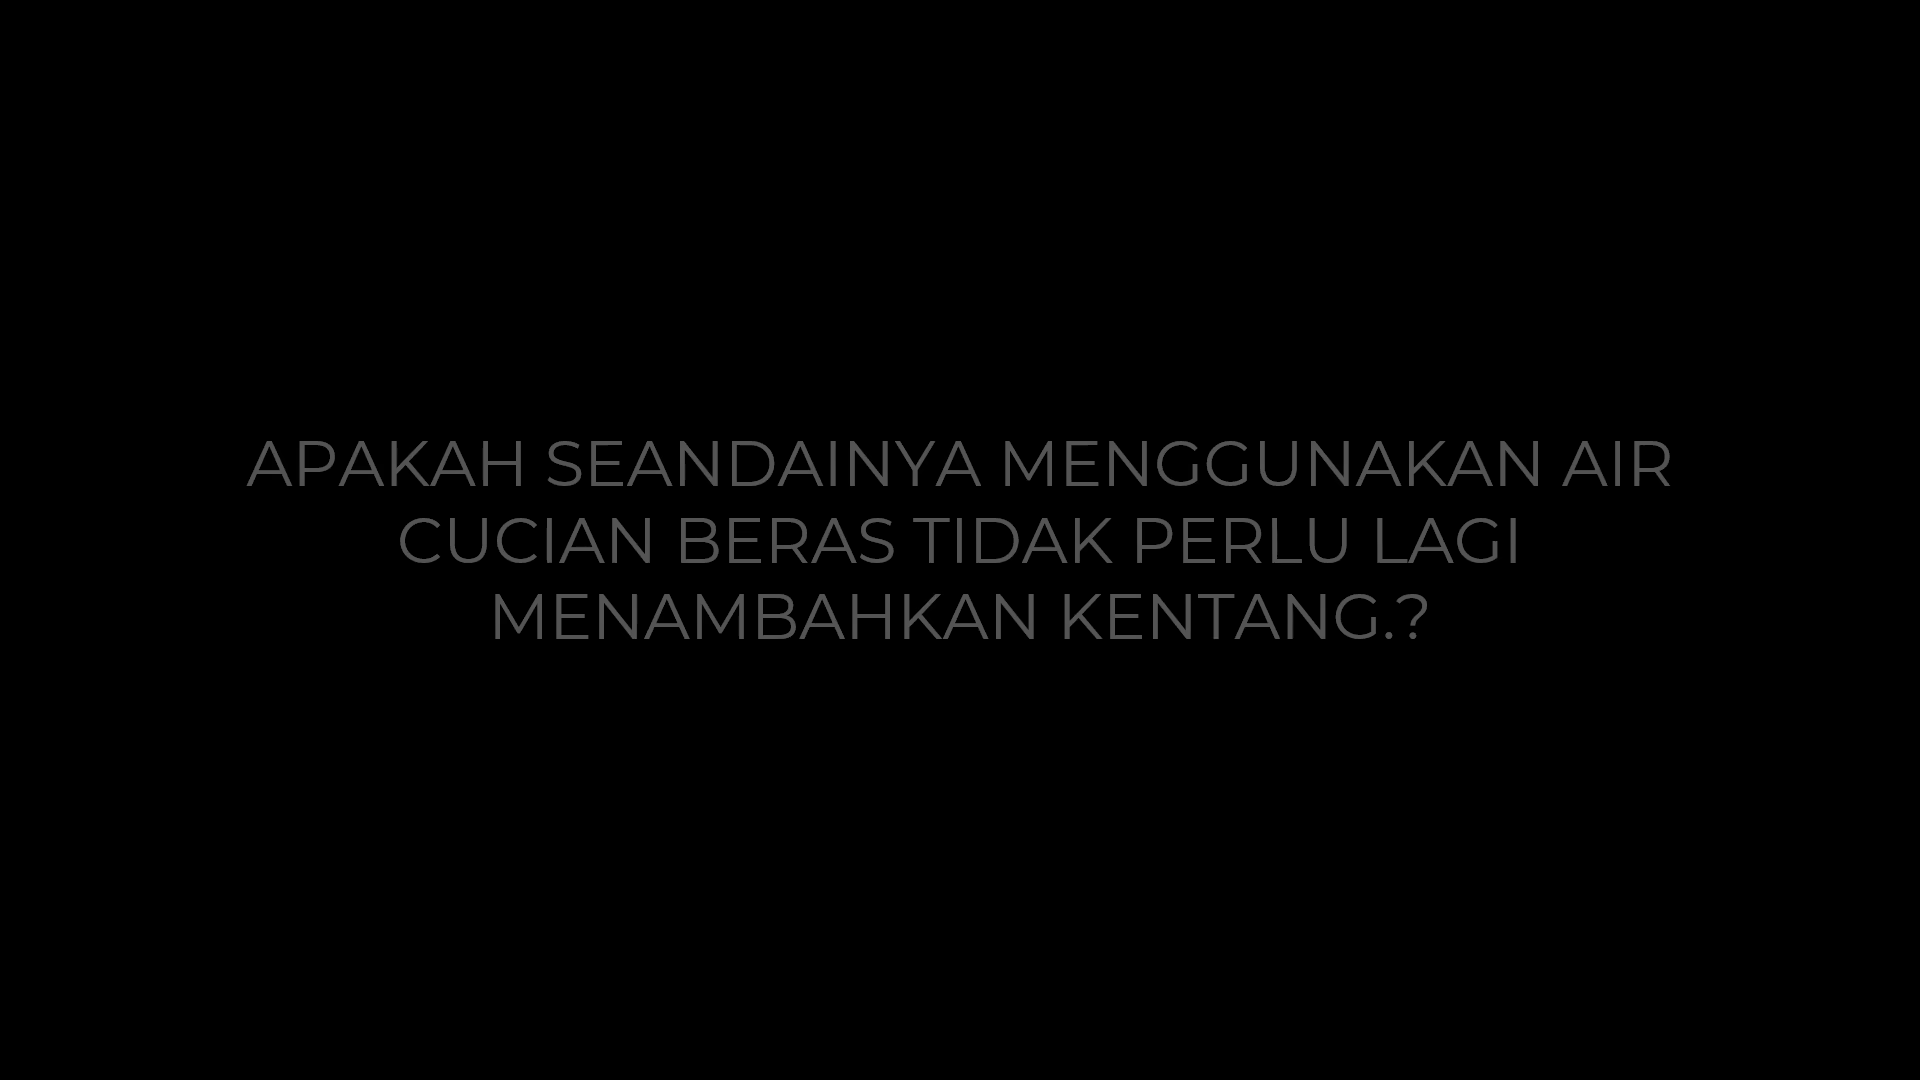 APAKAH SEANDAINYA MENGGUNAKAN AIR
CUCIAN BERAS TIDAK PERLU LAGI
MENAMBAHKAN KENTANG.?